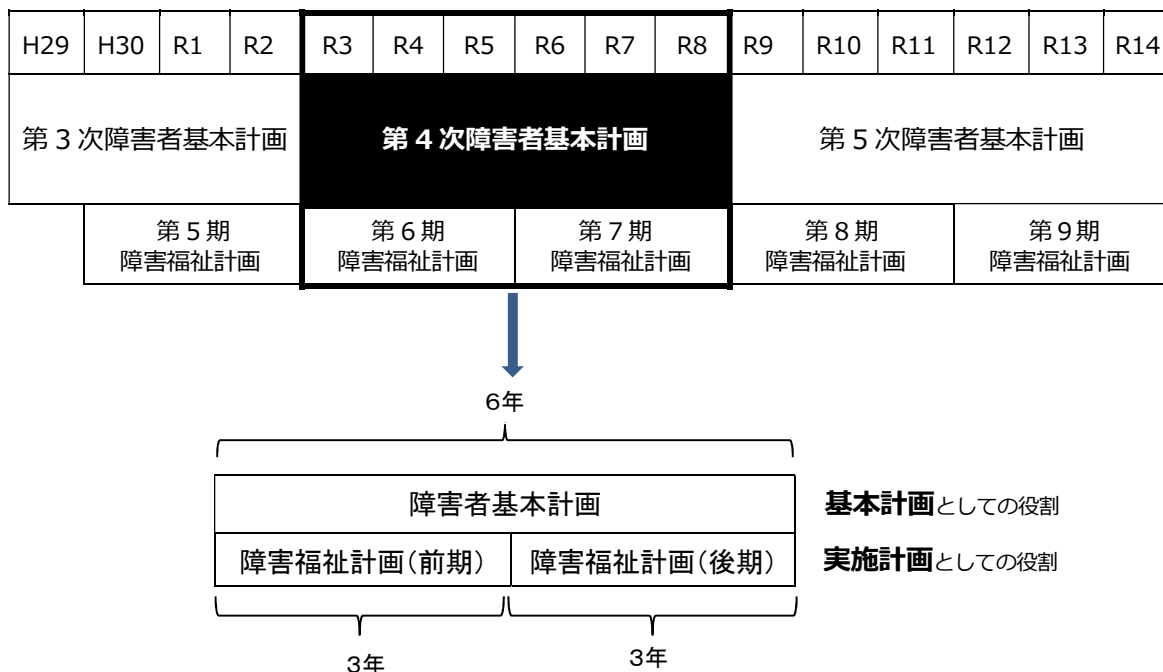 H29 H30 R1 R2 R3 R4 R5 R6 R7 R8 R9 R10 R11 R12 R13 R14
第3次障害者基本計画 第4次障害者基本計画 第5次障害者基本計画
第5期 第6期 第7期 第8期 第9期
障害福祉計画 障害福祉計画 障害福祉計画 障害福祉計画 障害福祉計画
6年
障害者基本計画 基本計画としての役割
障害福祉計画(前期) 障害福祉計画(後期) 実施計画としての役割
3年 3年